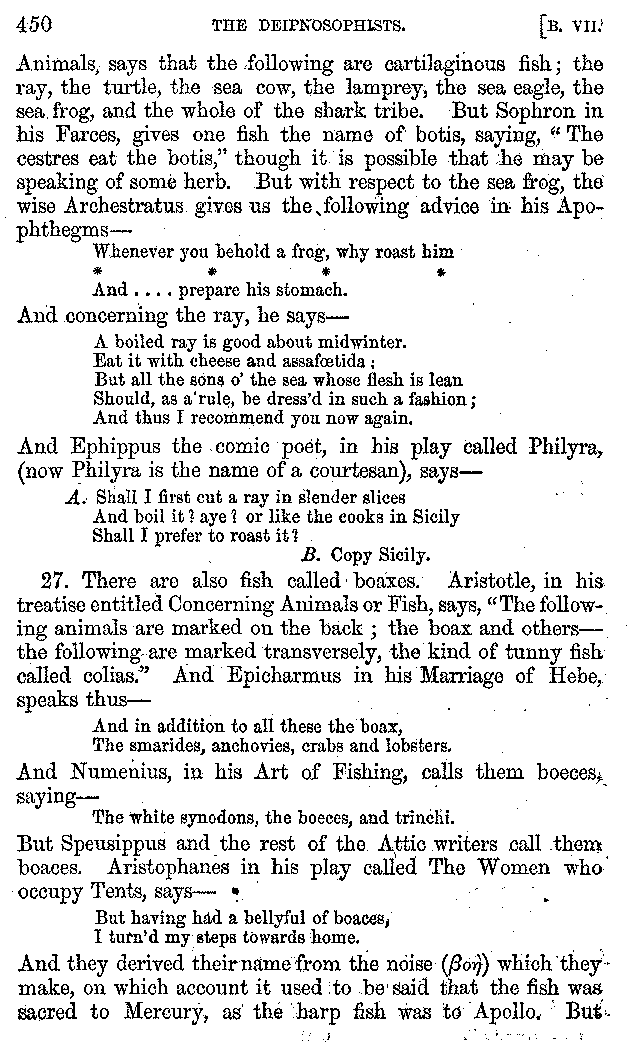 450 THE DEIPNOSOPHISTS. [B. VII.
Animals, says that the following are cartilaginous fish; the
ray, the turtle, the sea cow, the lamprey, the sea eagle, the
sea frog, and the whole of the shark tribe. But Sophron in
his Farces, gives one fish the name of botis, saying, “The
cestres eat the botis,” though it is possible that he may be
speaking of some herb. But with respect to the sea frog, the
wise Archestratus gives us the following advice in his Apo-
phthegms—
Whenever you behold a frog, why roast him
* * * *
And .... prepare his stomach.
And concerning the ray, he says—
A boiled ray is good about midwinter.
Eat it with cheese and assafœtida;
But all the sons o' the sea whose flesh is lean
Should, as a rule, be dress'd in such a fashion;
And thus I recommend you now again.
And Ephippus the comic poet, in his play called Philyra,
(now Philyra is the name of a courtesan), says—
A. Shall I first cut a ray in slender slices
And boil it? aye? or like the cooks in Sicily
Shall I prefer to roast it?
B. Copy Sicily.
27. There are also fish called boaxes. Aristotle, in his
treatise entitled Concerning Animals or Fish, says, “The follow-
ing animals are marked on the back; the boax and others—
the following are marked transversely, the kind of tunny fish
called colias.” And Epicharmus in his Marriage of Hebe,
speaks thus—
And in addition to all these the boax,
The smarides, anchovies, crabs and lobsters.
And Numenius, in his Art of Fishing, calls them boeces,
saying—
The white synodons, the boeces, and trinchi.
But Speusippus and the rest of the Attic writers call them
boaces. Aristophanes in his play called The Women who
occupy Tents, says—
But having had a bellyful of boaces,
I turn'd my steps towards home.
And they derived their name from the noise (βοὴ) which they
make, on which account it used to be said that the fish was
sacred to Mercury, as the harp fish was to Apollo. But